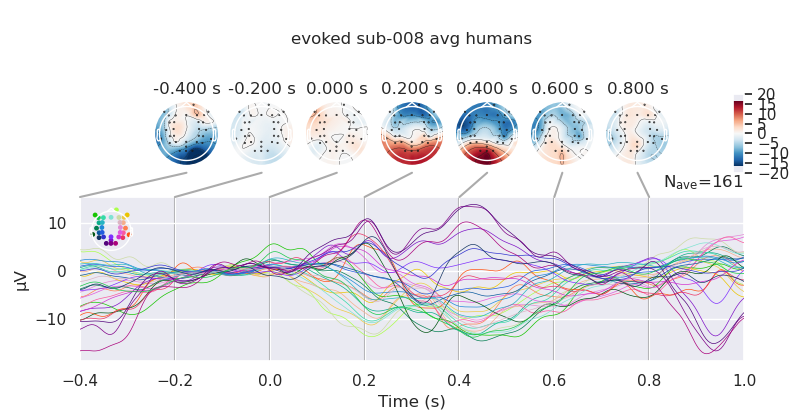 evoked sub-008 avg humans
-0.400 s -0.200 s 0.000 s 0.200 s 0.400 s 0.600 s 0.800 s
20
15
10
5
0
−5
−10
−15
−20
Nave=161
10
0
−10
µV
−0.4 −0.2 0.0 0.2 0.4 0.6 0.8 1.0
Time (s)